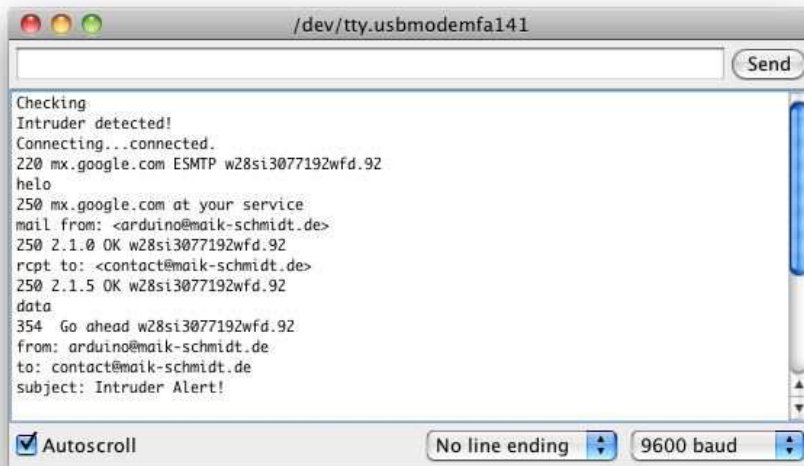 /dev/tty.usbmodemfa141
Send
Checking
Intruder detected!
Connecting...connected.
220 mx.google.com ESMTP w28si3077192wfd.92
helo
250 mx.google.com at your service
mail from: <arduino@maik-schmidt.de>
250 2.1.0 OK w28si3077192wfd.92
rcpt to: <contact@maik-schmidt.de>
250 2.1.5 OK w28si3077192wfd.92
data
354  Go ahead w28si3077192wfd.92
from: arduino@maik-schmidt.de
to: contact@maik-schmidt.de
subject: Intruder Alert!
Autoscroll
No line ending
9600 baud